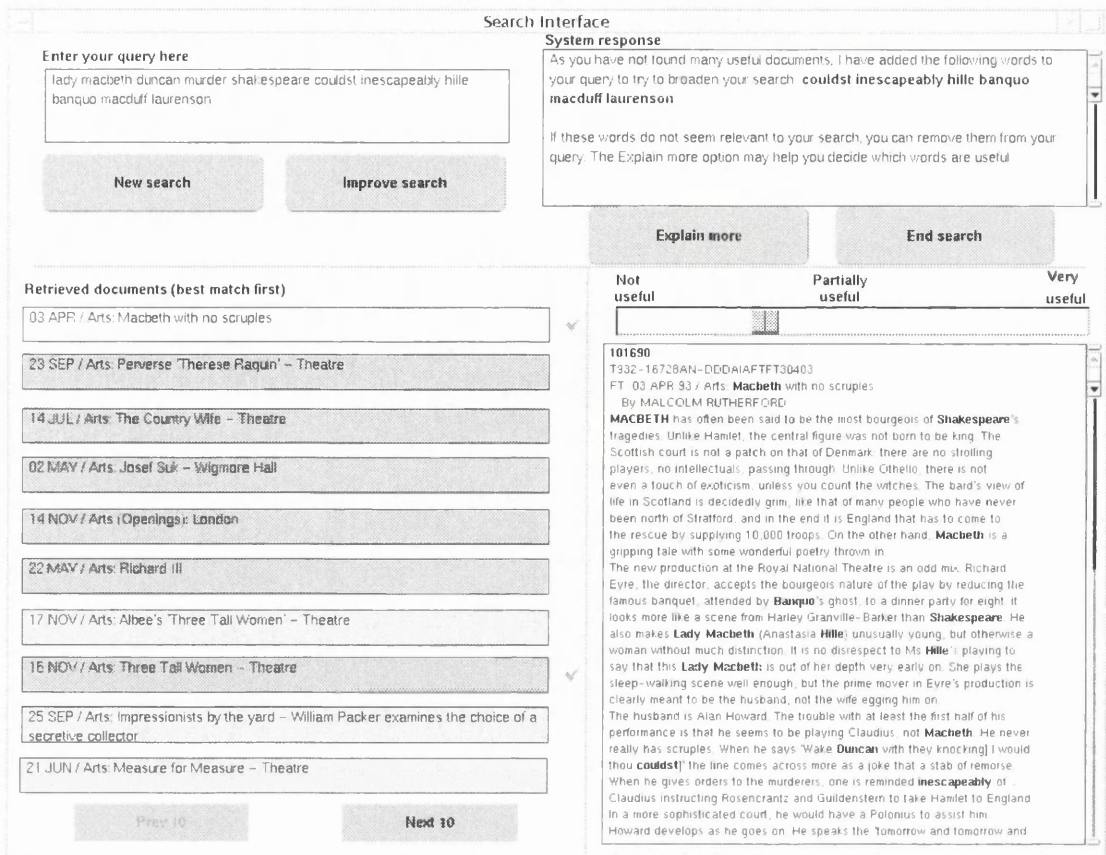 Search Interface
Enter your query here
lady macbeth duncan murder shakespeare couldst inescapeably hille
banquo macduff laurenson
New search
Improve search
System response
As you have not found many useful documents, I have added the following words to
your query to try to broaden your search couldst inescapeably hille banquo
macduff laurenson
If these words do not seem relevant to your search, you can remove them from your
query. The Explain more option may help you decide which words are useful
Explain more
End search
Retrieved documents (best match first)
03 APR / Arts: Macbeth with no scruples
23 SEP / Arts: Perverse 'Therese Raquin' – Theatre
14 JUL / Arts: The Country Wife – Theatre
02 MAY / Arts: Josef Suk – Wigmore Hall
14 NOV / Arts (Openings): London
22 MAY / Arts: Richard III
17 NOV / Arts: Albee's 'Three Tall Women' – Theatre
16 NOV / Arts: Three Tall Women – Theatre
25 SEP / Arts: Impressionists by the yard – William Packer examines the choice of a
secretive collector
21 JUN / Arts: Measure for Measure – Theatre
Prev 10
Next 10
Not
useful
Partially
useful
Very
useful
101690
T932-16728AN-DDDAIAFTFT30403
FT 03 APR 93 / Arts: Macbeth with no scruples
By MALCOLM RUTHERFORD
MACBETH has often been said to be the most bourgeois of Shakespeare's
tragedies. Unlike Hamlet, the central figure was not born to be king. The
Scottish court is not a patch on that of Denmark: there are no strolling
players, no intellectuals, passing through. Unlike Othello, there is not
even a touch of exoticism, unless you count the witches. The bard's view of
life in Scotland is decidedly grim, like that of many people who have never
been north of Stratford, and in the end it is England that has to come to
the rescue by supplying 10,000 troops. On the other hand, Macbeth is a
gripping tale with some wonderful poetry thrown in
The new production at the Royal National Theatre is an odd mix. Richard
Eyre, the director, accepts the bourgeois nature of the play by reducing the
famous banquet, attended by Banquo's ghost, to a dinner party for eight: it
looks more like a scene from Harley Granville-Barker than Shakespeare. He
also makes Lady Macbeth (Anastasia Hille) unusually young, but otherwise a
woman without much distinction. It is no disrespect to Ms Hille's playing to
say that this Lady Macbeth is out of her depth very early on. She plays the
sleep-walking scene well enough, but the prime mover in Eyre's production is
clearly meant to be the husband, not the wife egging him on.
The husband is Alan Howard. The trouble with at least the first half of his
performance is that he seems to be playing Claudius, not Macbeth. He never
really has scruples. When he says 'Wake Duncan with they knocking] I would
thou couldst]' the line comes across more as a joke that a stab of remorse.
When he gives orders to the murderers, one is reminded inescapeably of
Claudius instructing Rosencrantz and Guildenstern to take Hamlet to England
In a more sophisticated court, he would have a Polonius to assist him.
Howard develops as he goes on. He speaks the 'tomorrow and tomorrow and